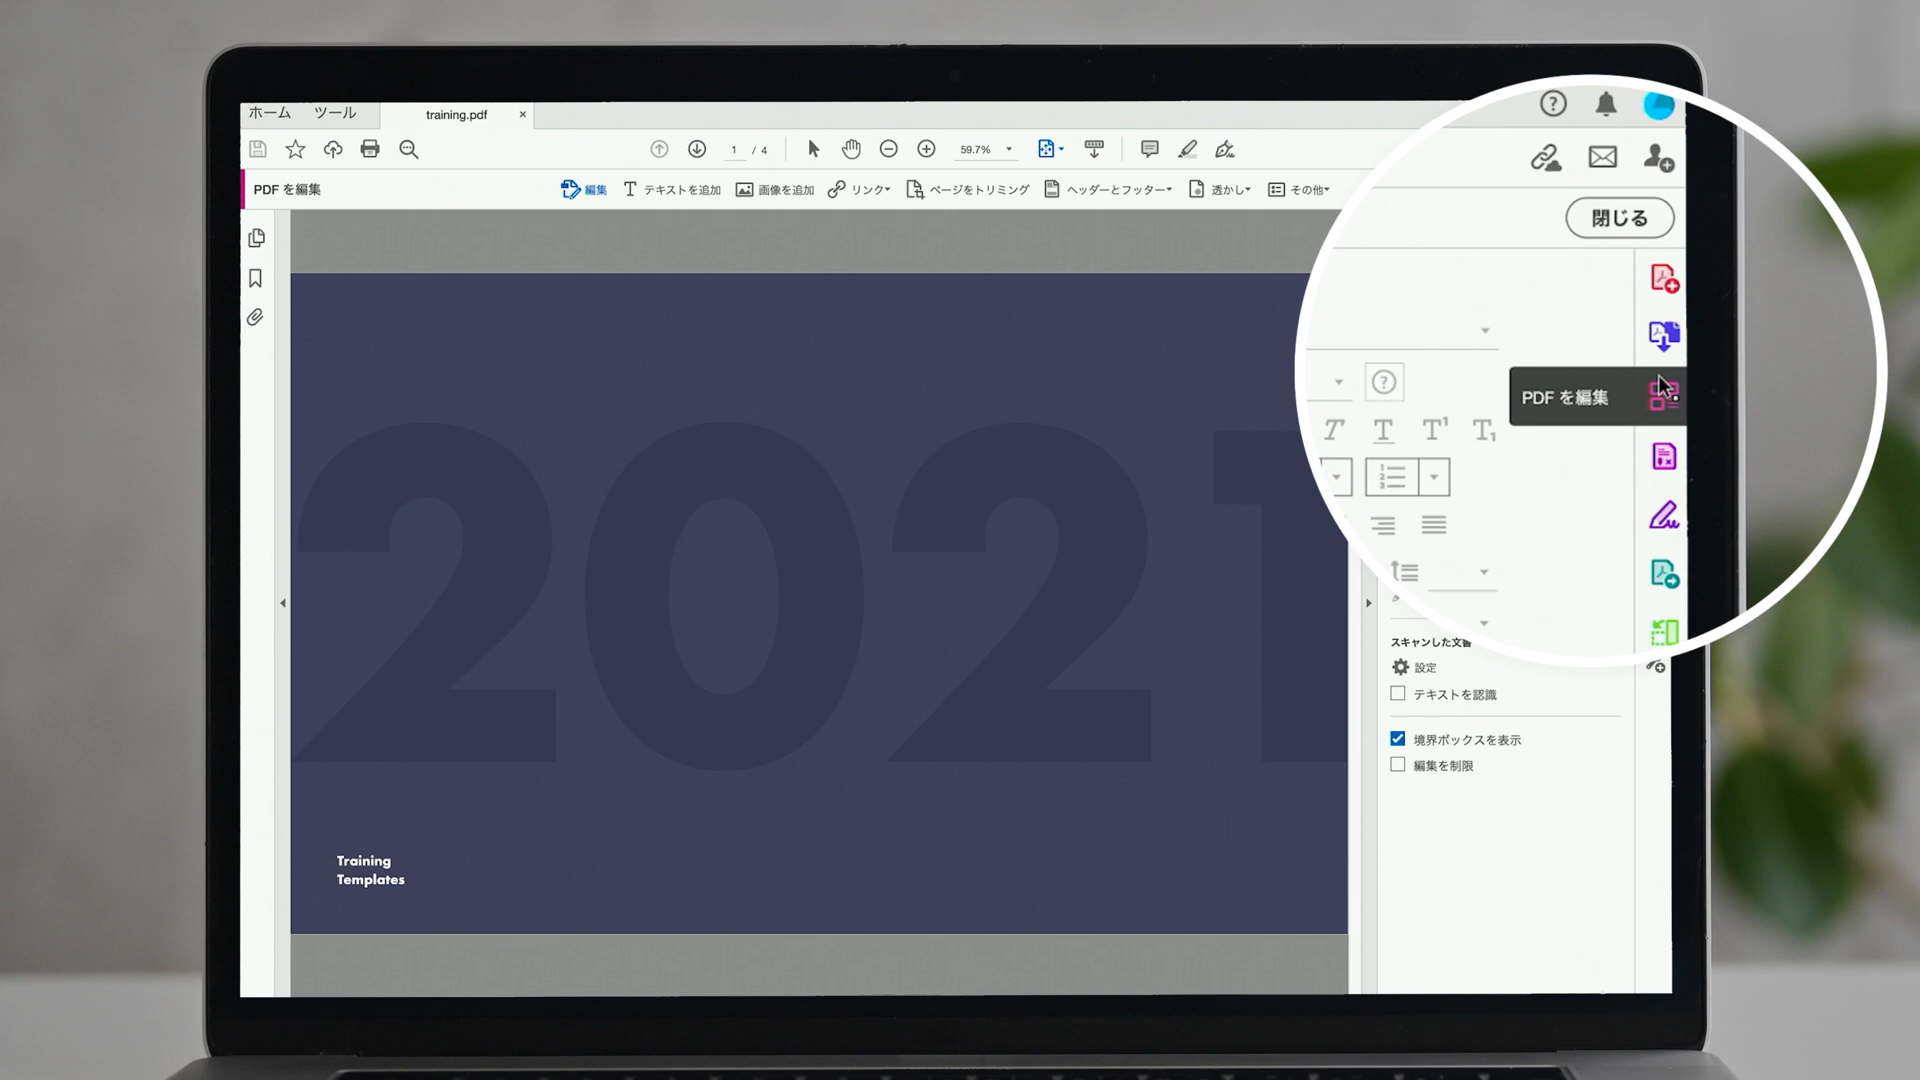 ホーム ツール training.pdf ×
1 / 4 59.7%
PDF を編集 編集 テキストを追加 画像を追加 リンク ページをトリミング ヘッダーとフッター 透かし その他
閉じる
PDF を編集
2021
スキャンした文書
設定
テキストを認識
境界ボックスを表示
編集を制限
Training
Templates